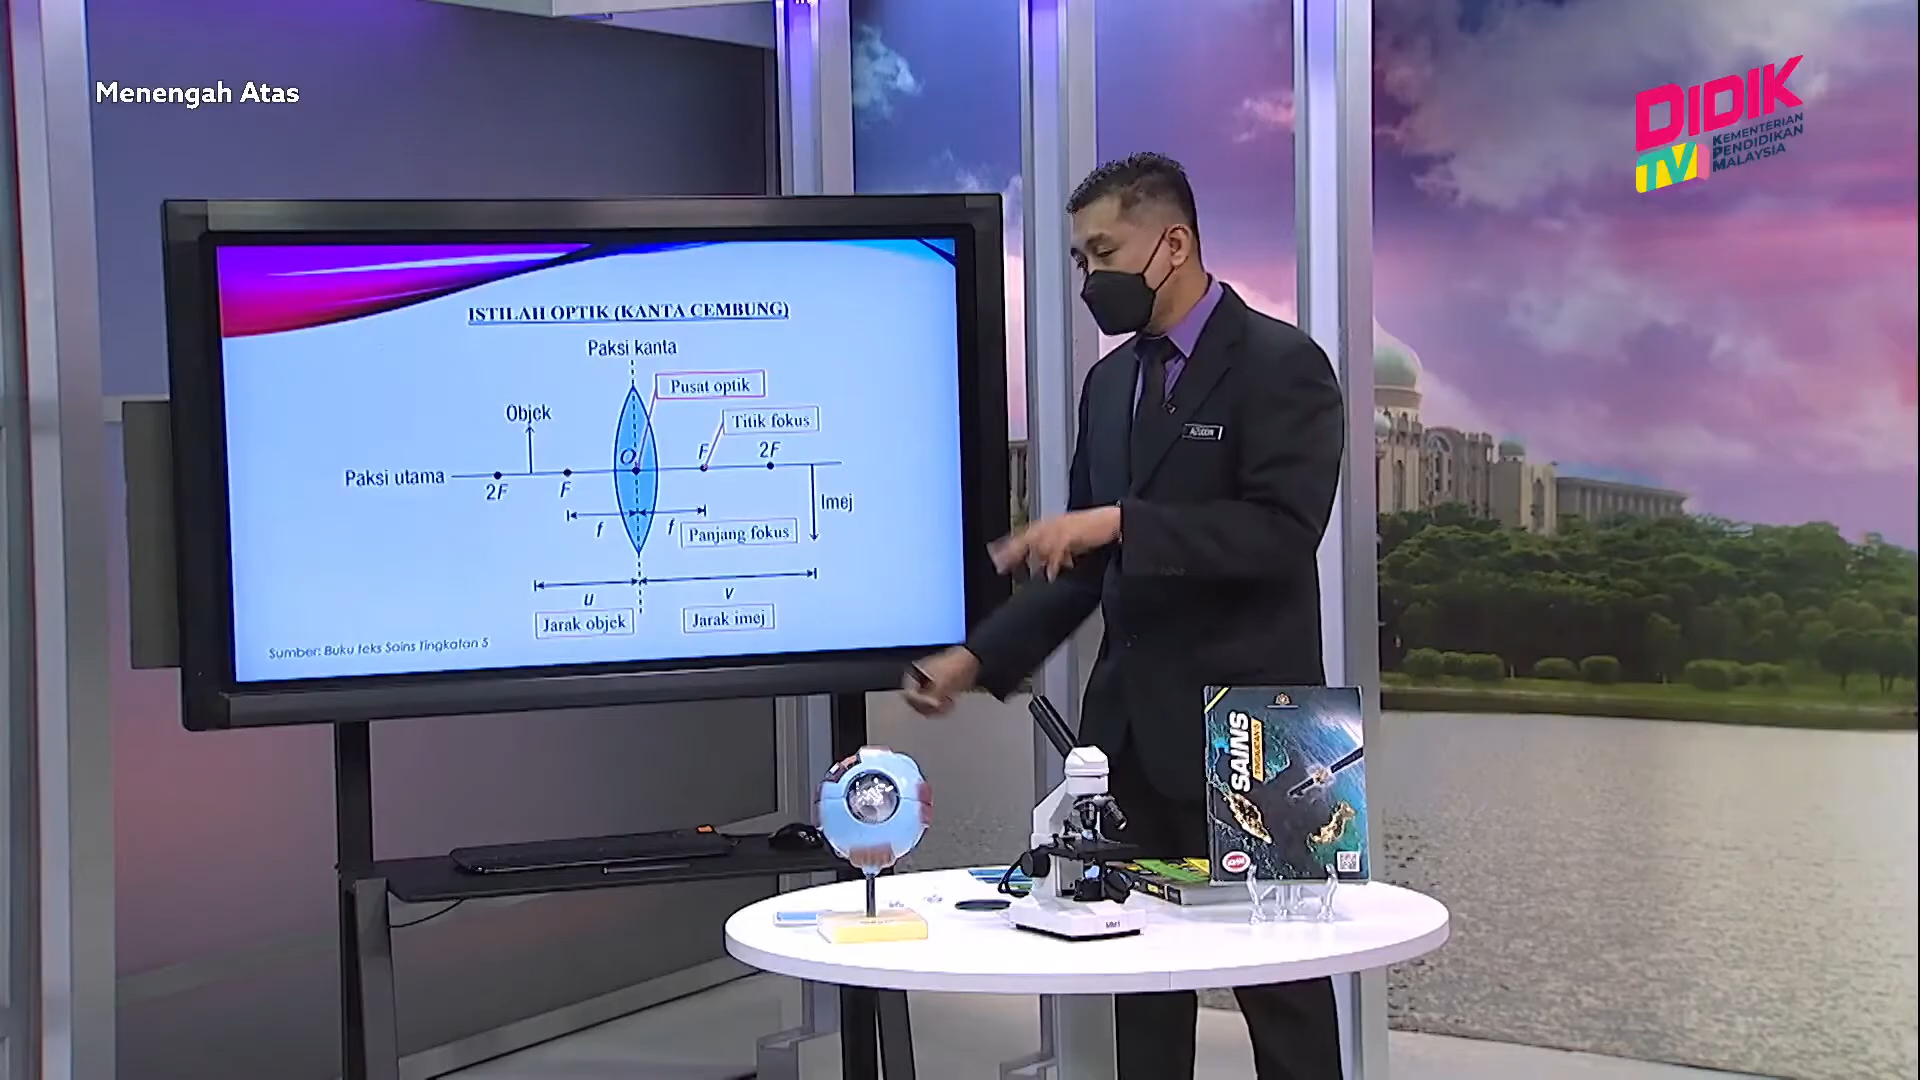 Menengah Atas
DIDIK
TV
KEMENTERIAN
PENDIDIKAN
MALAYSIA
ISTILAH OPTIK (KANTA CEMBUNG)
Paksi kanta
Pusat optik
Objek
Titik fokus
O
F
2F
Paksi utama
2F
F
Imej
f
f
Panjang fokus
u
v
Jarak objek
Jarak imej
Sumber: Buku teks Sains Tingkatan 5
SAINS